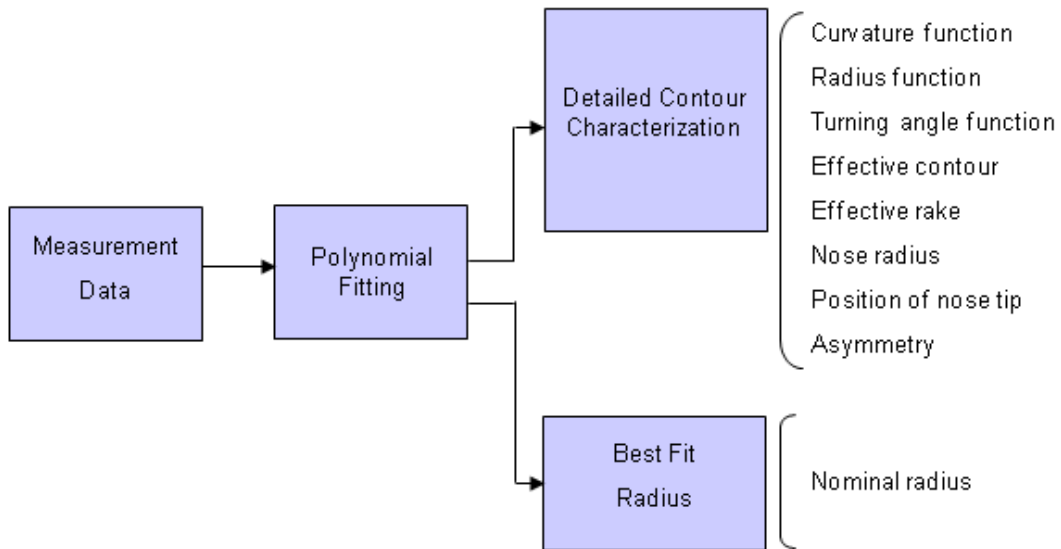 Measurement
Data
Polynomial
Fitting
Detailed Contour
Characterization
Curvature function
Radius function
Turning angle function
Effective contour
Effective rake
Nose radius
Position of nose tip
Asymmetry
Best Fit
Radius
Nominal radius